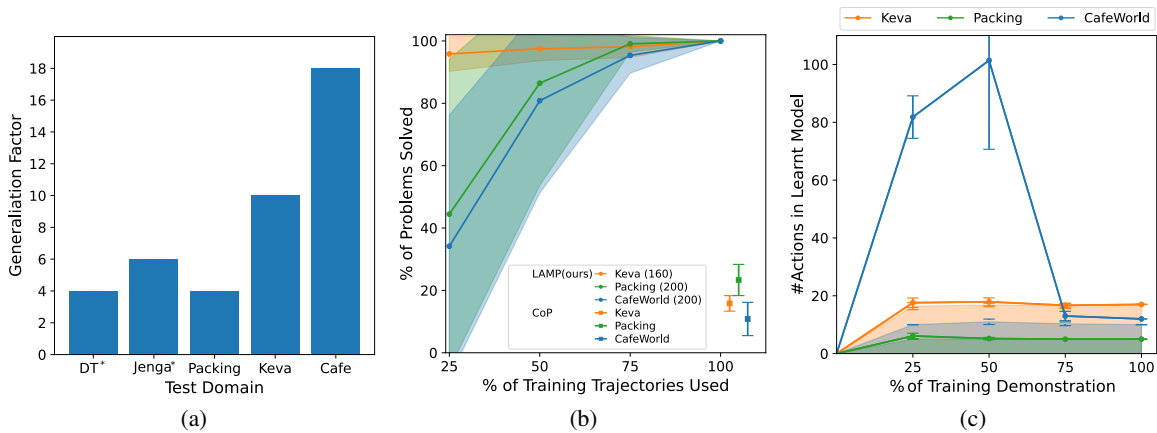 Keva Packing CafeWorld
Generaliation Factor
18
16
14
12
10
8
6
4
2
0
DT* Jenga* Packing Keva Cafe
Test Domain
(a)
% of Problems Solved
100
80
60
40
20
0
LAMP(ours) Keva (160)
Packing (200)
CafeWorld (200)
CoP Keva
Packing
CafeWorld
25 50 75 100
% of Training Trajectories Used
(b)
#Actions in Learnt Model
100
80
60
40
20
0
25 50 75 100
% of Training Demonstration
(c)